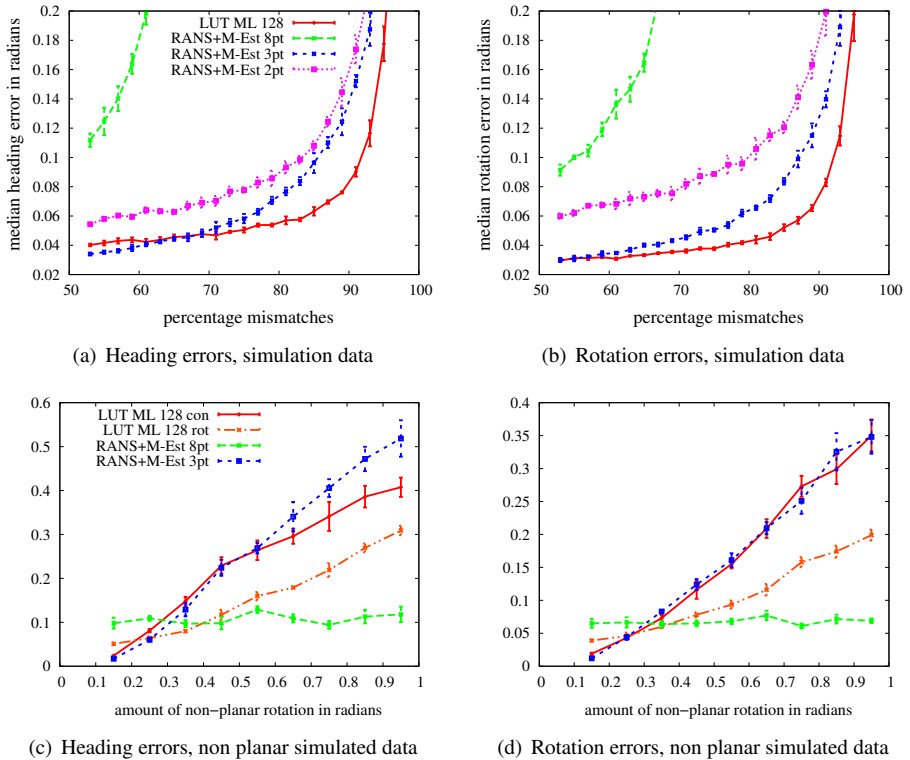 median heading error in radians
0.2
0.18
0.16
0.14
0.12
0.1
0.08
0.06
0.04
0.02
50 60 70 80 90 100
percentage mismatches
LUT ML 128
RANS+M-Est 8pt
RANS+M-Est 3pt
RANS+M-Est 2pt
(a) Heading errors, simulation data
median rotation error in radians
0.2
0.18
0.16
0.14
0.12
0.1
0.08
0.06
0.04
0.02
50 60 70 80 90 100
percentage mismatches
(b) Rotation errors, simulation data
0.6
0.5
0.4
0.3
0.2
0.1
0
0 0.1 0.2 0.3 0.4 0.5 0.6 0.7 0.8 0.9 1
amount of non-planar rotation in radians
LUT ML 128 con
LUT ML 128 rot
RANS+M-Est 8pt
RANS+M-Est 3pt
(c) Heading errors, non planar simulated data
0.4
0.35
0.3
0.25
0.2
0.15
0.1
0.05
0
0 0.1 0.2 0.3 0.4 0.5 0.6 0.7 0.8 0.9 1
amount of non-planar rotation in radians
(d) Rotation errors, non planar simulated data